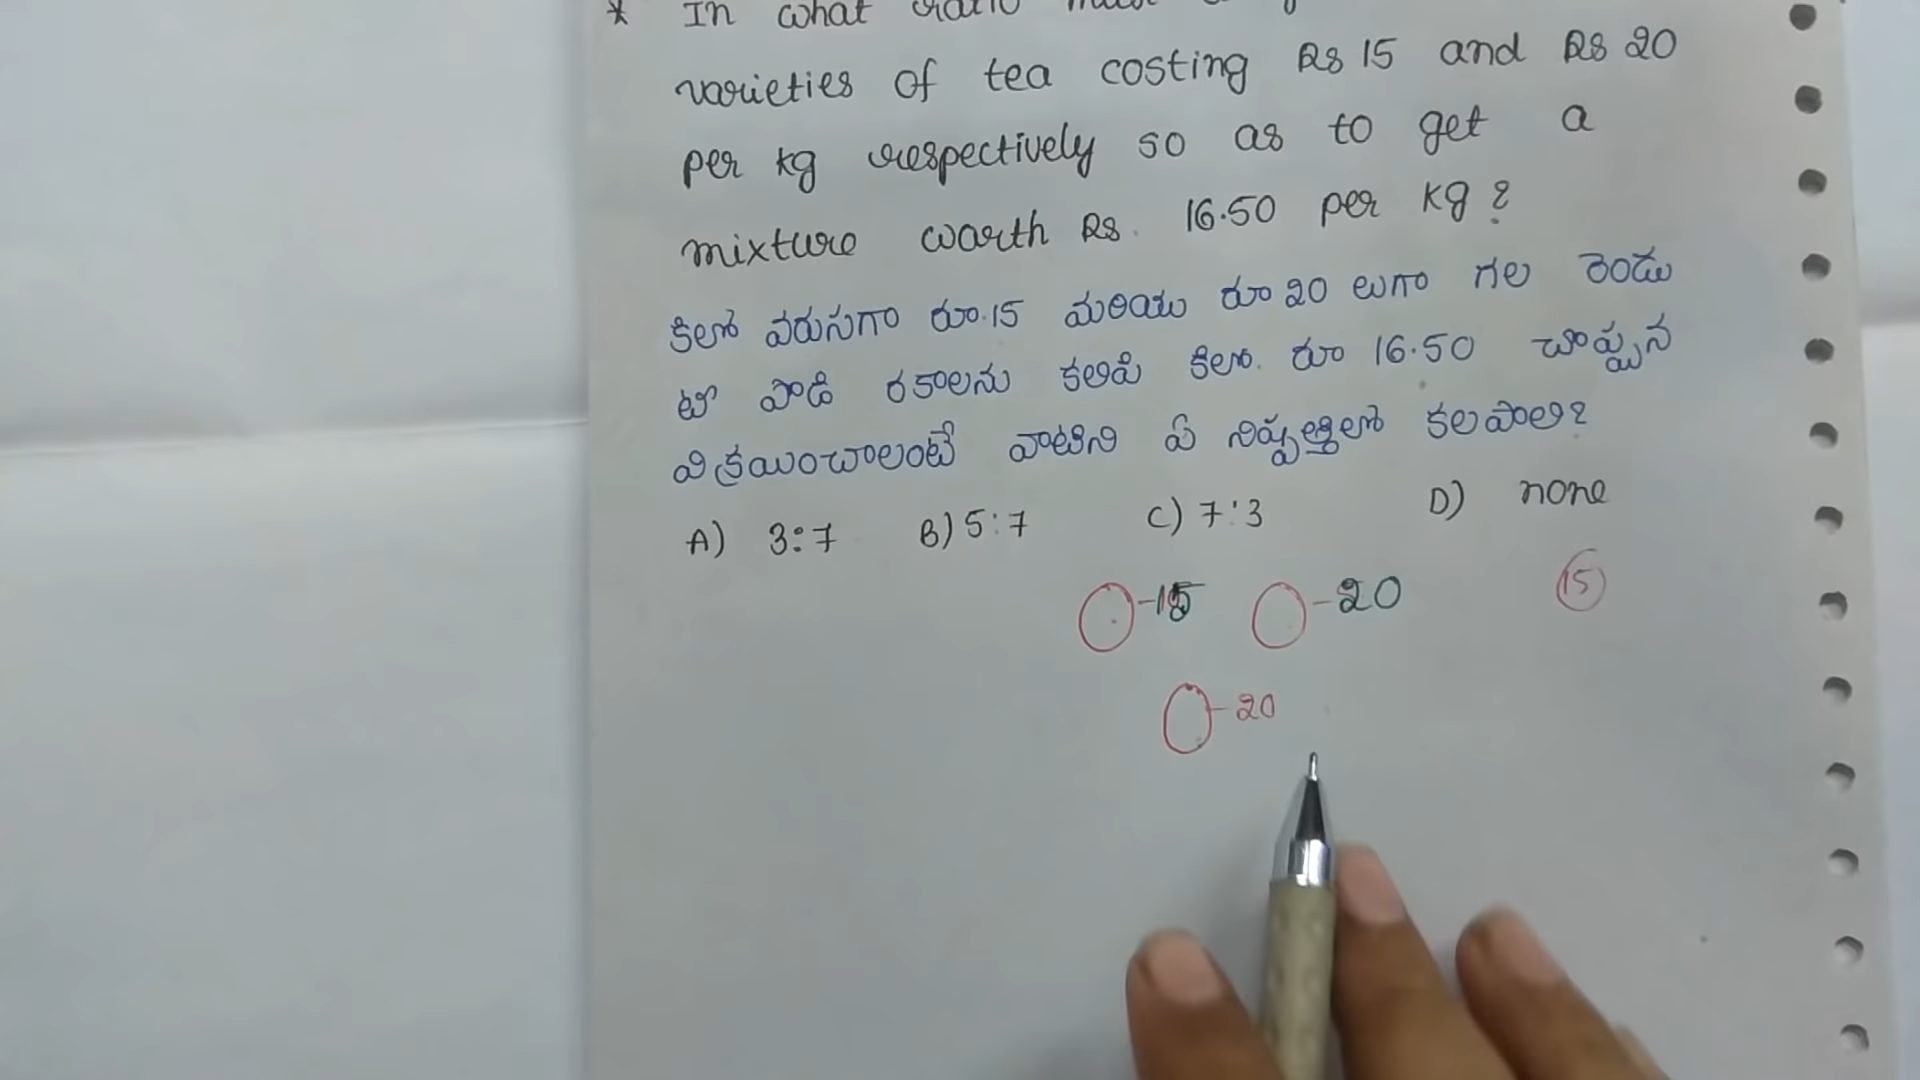 * In what ratio
varieties of tea costing Rs 15 and Rs 20
per kg respectively so as to get a
mixture worth Rs. 16.50 per kg?
కిలో వరుసగా రూ.15 మరియు రూ 20 లుగా గల రెండు
టీ పొడి రకాలను కలిపి కిలో. రూ 16.50 చొప్పున
విక్రయించాలంటే వాటిని ఏ నిష్పత్తిలో కలపాలి?
A) 3:7 B) 5:7 C) 7:3 D) none
-15 -20 15
-20